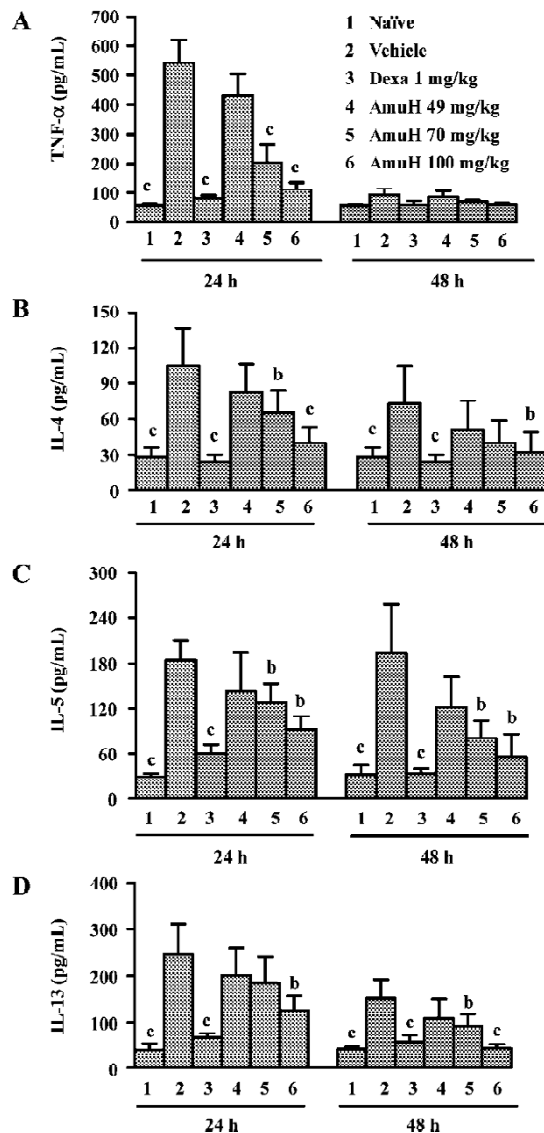 A
TNF-α (pg/mL)
700
600
500
400
300
200
100
0
c
c
c
c
1 2 3 4 5 6
1 2 3 4 5 6
24 h
48 h
1 Naïve
2 Vehicle
3 Dexa 1 mg/kg
4 AmuH 49 mg/kg
5 AmuH 70 mg/kg
6 AmuH 100 mg/kg
B
IL-4 (pg/mL)
150
120
90
60
30
0
c
c
b
c
c
c
b
1 2 3 4 5 6
1 2 3 4 5 6
24 h
48 h
C
IL-5 (pg/mL)
300
240
180
120
60
0
c
c
b
b
c
c
b
b
1 2 3 4 5 6
1 2 3 4 5 6
24 h
48 h
D
IL-13 (pg/mL)
400
300
200
100
0
c
c
b
c
c
b
c
1 2 3 4 5 6
1 2 3 4 5 6
24 h
48 h